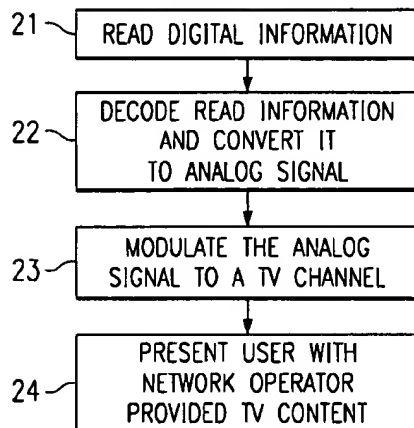 21
READ DIGITAL INFORMATION
22
DECODE READ INFORMATION
AND CONVERT IT
TO ANALOG SIGNAL
23
MODULATE THE ANALOG
SIGNAL TO A TV CHANNEL
24
PRESENT USER WITH
NETWORK OPERATOR
PROVIDED TV CONTENT